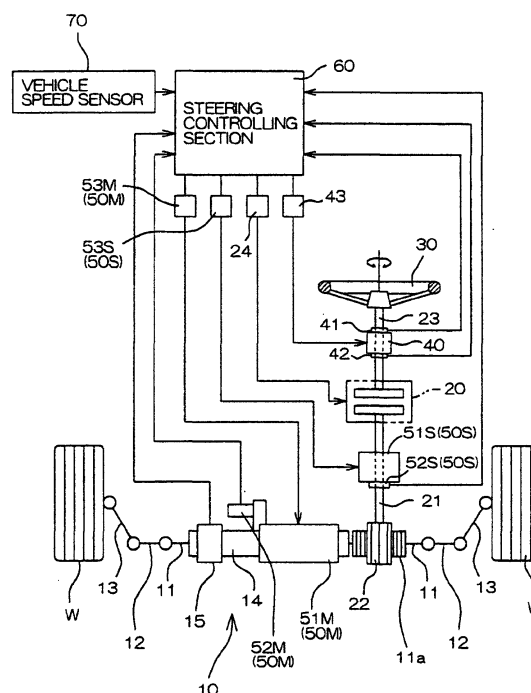 70
VEHICLE
SPEED SENSOR
60
STEERING
CONTROLLING
SECTION
53M
(50M)
53S
(50S)
24
43
30
41
23
42
40
20
51S(50S)
52S(50S)
21
13
12
11
W
15
14
52M
(50M)
51M
(50M)
22
11
11a
12
13
10